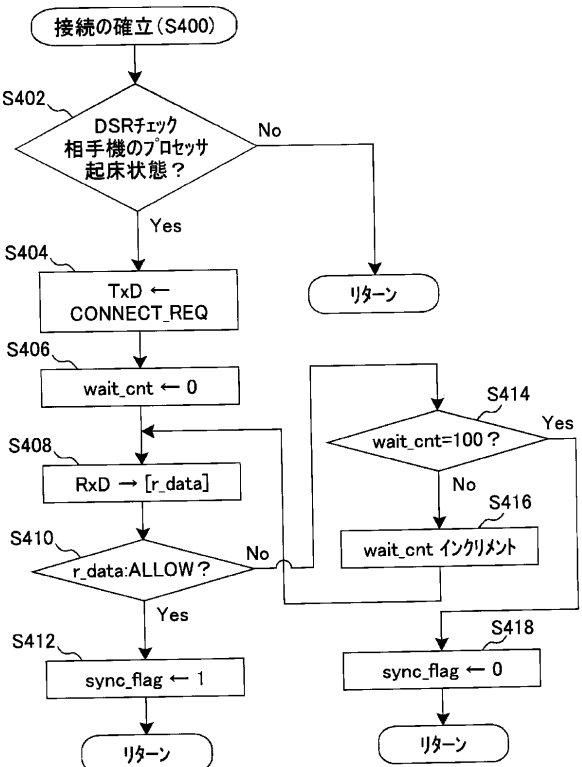 接続の確立(S400)
S402
DSRチェック
相手機のプロセッサ
起床状態？
No
Yes
リターン
S404
TxD ←
CONNECT_REQ
S406
wait_cnt ← 0
S408
RxD → [r_data]
S410
r_data:ALLOW？
No
Yes
S412
sync_flag ← 1
リターン
S414
wait_cnt=100？
Yes
No
S416
wait_cnt インクリメント
S418
sync_flag ← 0
リターン